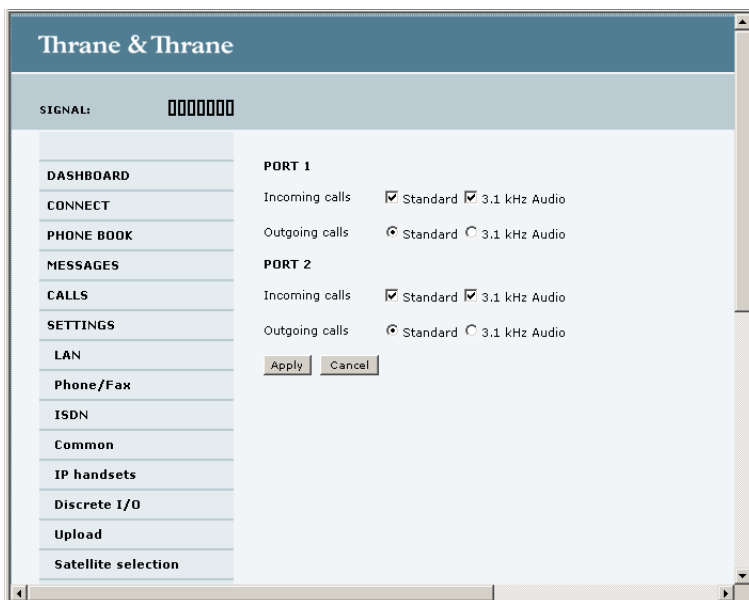 Thrane & Thrane
SIGNAL:
DASHBOARD
CONNECT
PHONE BOOK
MESSAGES
CALLS
SETTINGS
LAN
Phone/Fax
ISDN
Common
IP handsets
Discrete I/O
Upload
Satellite selection
PORT 1
Incoming calls Standard 3.1 kHz Audio
Outgoing calls Standard 3.1 kHz Audio
PORT 2
Incoming calls Standard 3.1 kHz Audio
Outgoing calls Standard 3.1 kHz Audio
Apply Cancel